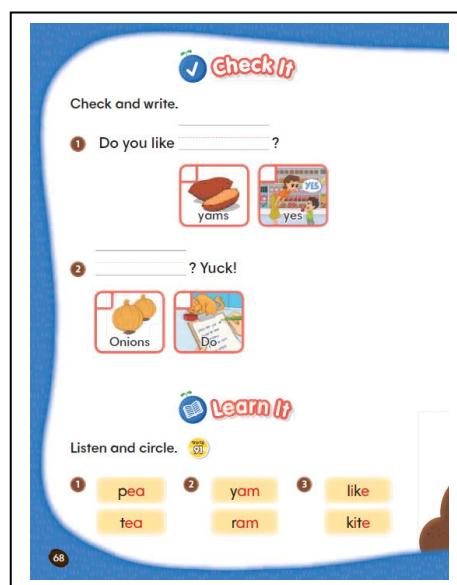 Check It
Check and write.
1 Do you like ?
yams
YES
yes
2 ? Yuck!
Onions
Do
Learn It
Listen and circle.
91
1 pea 2 yam 3 like
tea ram kite
68